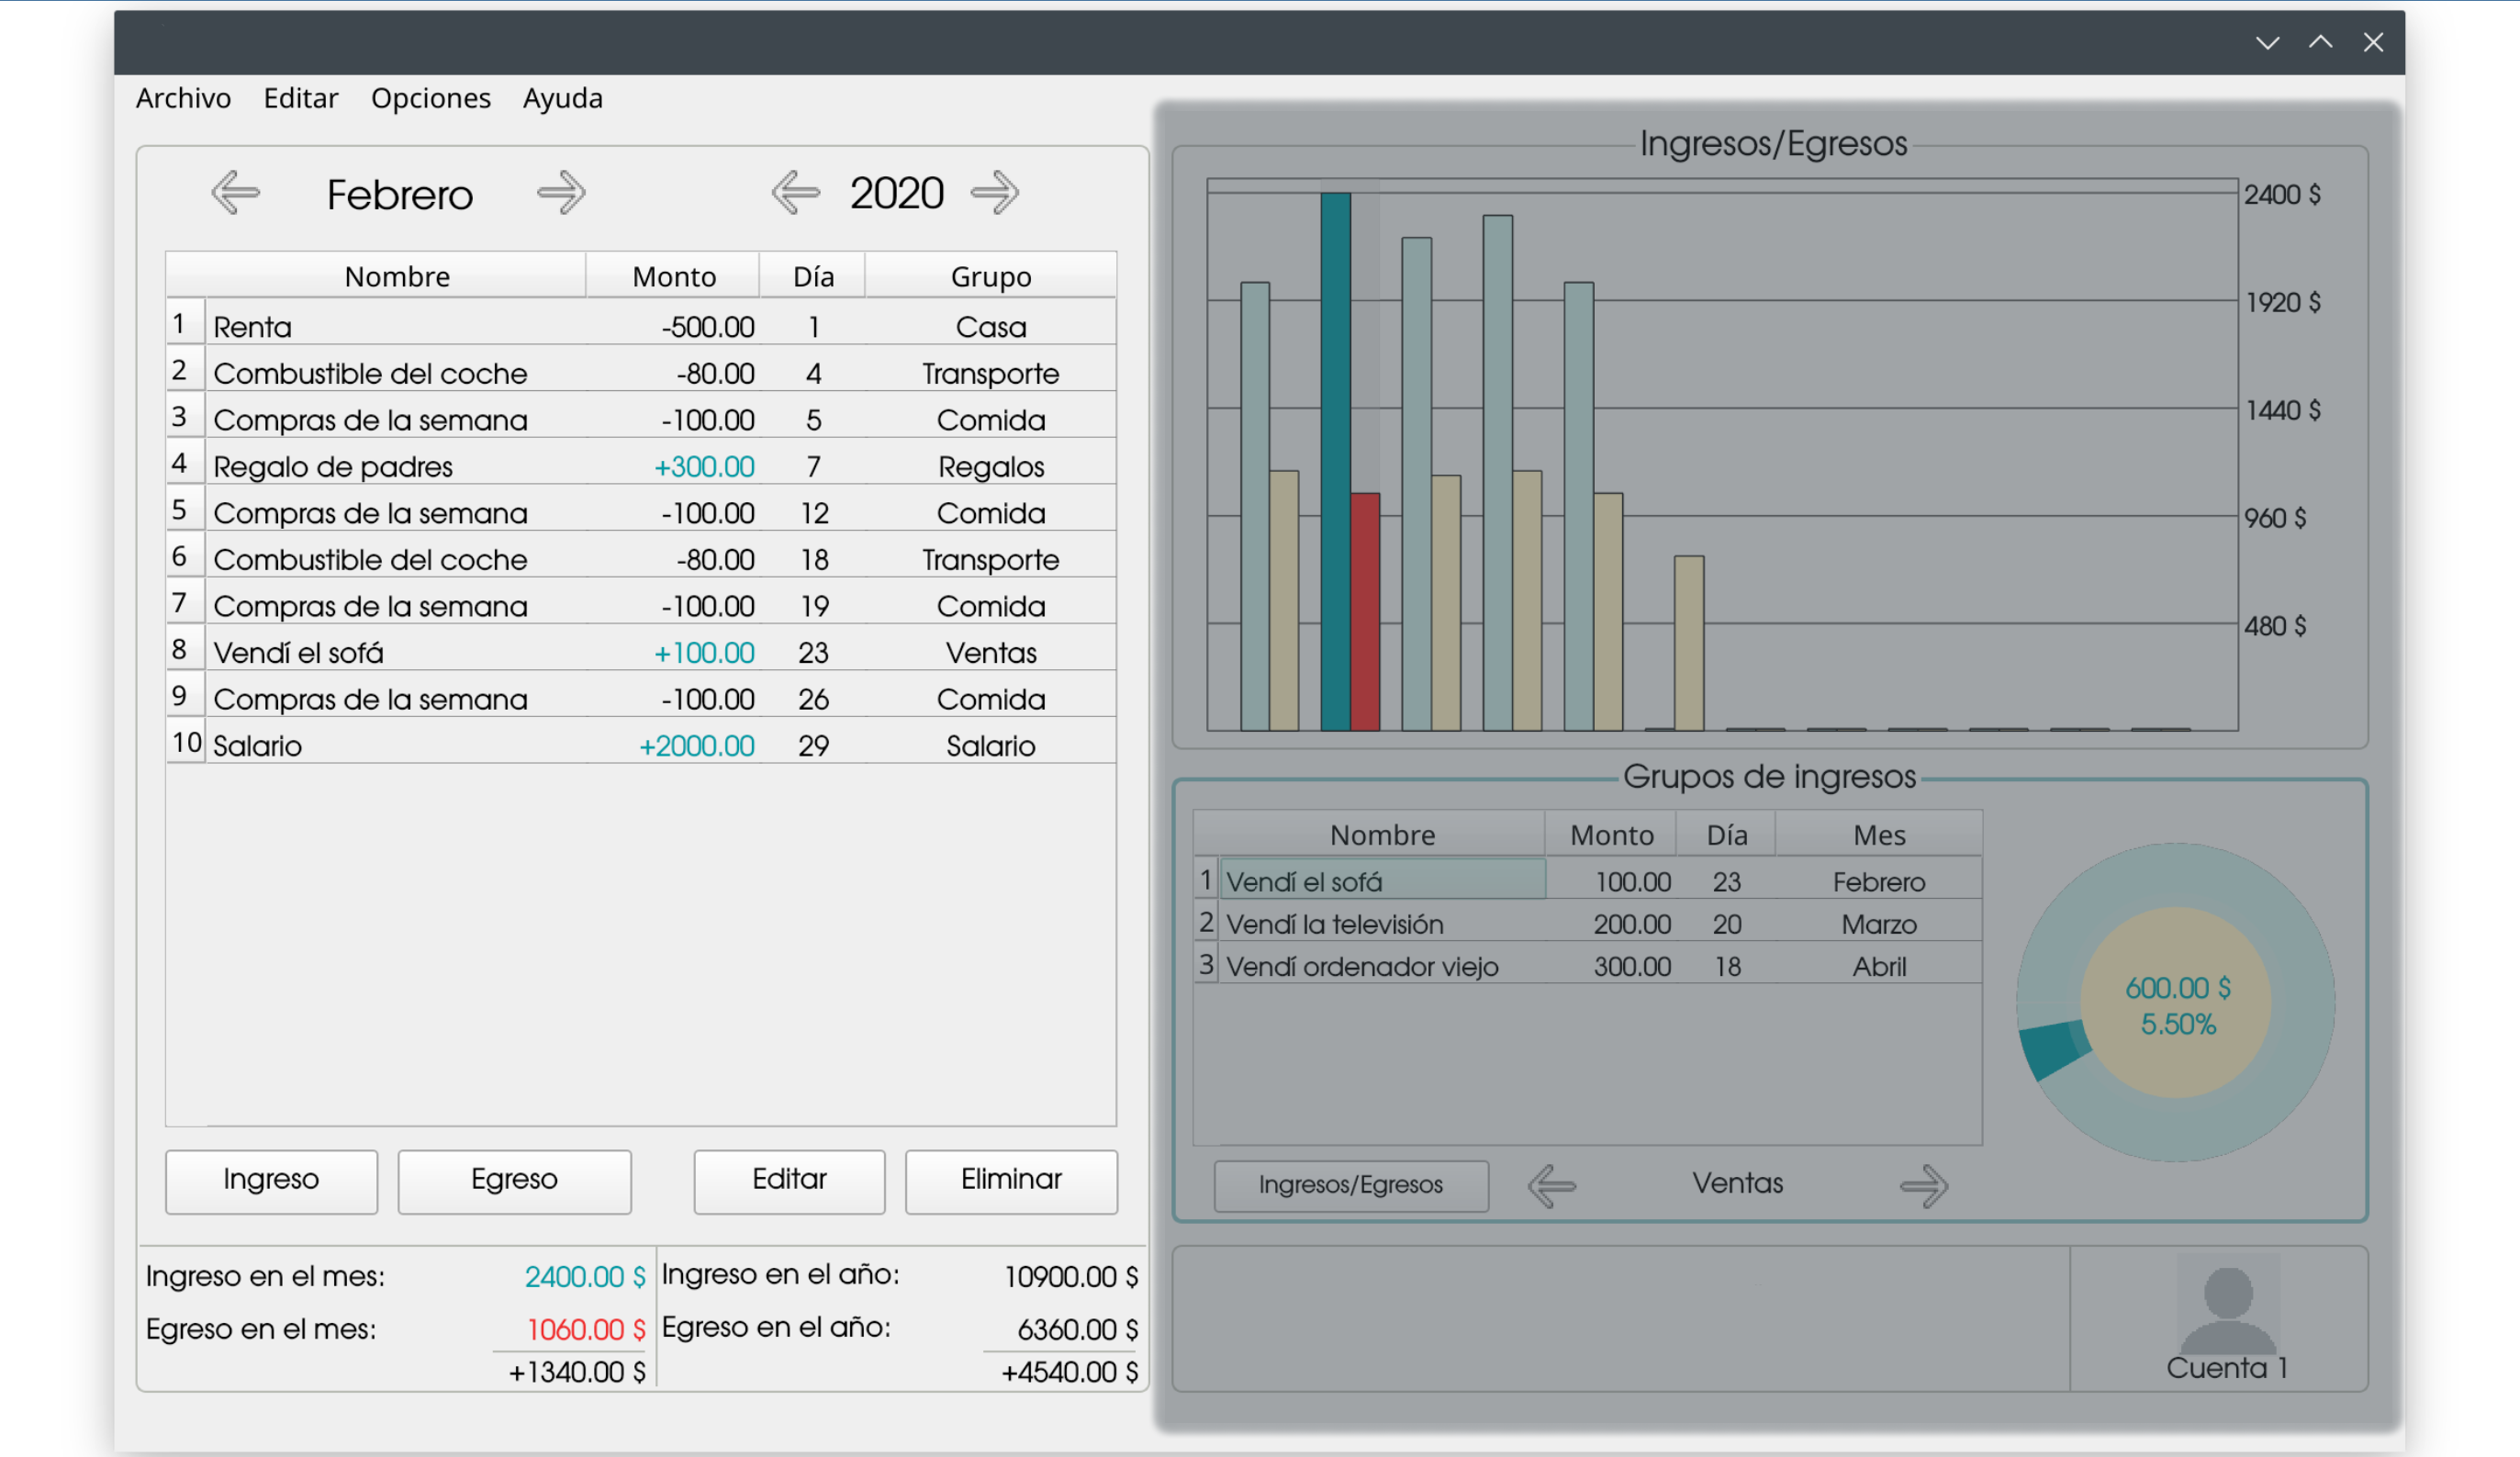 Archivo Editar Opciones Ayuda
Febrero 2020
Nombre Monto Día Grupo
1 Renta -500.00 1 Casa
2 Combustible del coche -80.00 4 Transporte
3 Compras de la semana -100.00 5 Comida
4 Regalo de padres +300.00 7 Regalos
5 Compras de la semana -100.00 12 Comida
6 Combustible del coche -80.00 18 Transporte
7 Compras de la semana -100.00 19 Comida
8 Vendí el sofá +100.00 23 Ventas
9 Compras de la semana -100.00 26 Comida
10 Salario +2000.00 29 Salario
Ingreso Egreso Editar Eliminar
Ingreso en el mes: 2400.00 $ Ingreso en el año: 10900.00 $
Egreso en el mes: 1060.00 $ Egreso en el año: 6360.00 $
+1340.00 $ +4540.00 $
Ingresos/Egresos
2400 $
1920 $
1440 $
960 $
480 $
Grupos de ingresos
Nombre Monto Día Mes
1 Vendí el sofá 100.00 23 Febrero
2 Vendí la televisión 200.00 20 Marzo
3 Vendí ordenador viejo 300.00 18 Abril
600.00 $
5.50%
Ingresos/Egresos Ventas
Cuenta 1